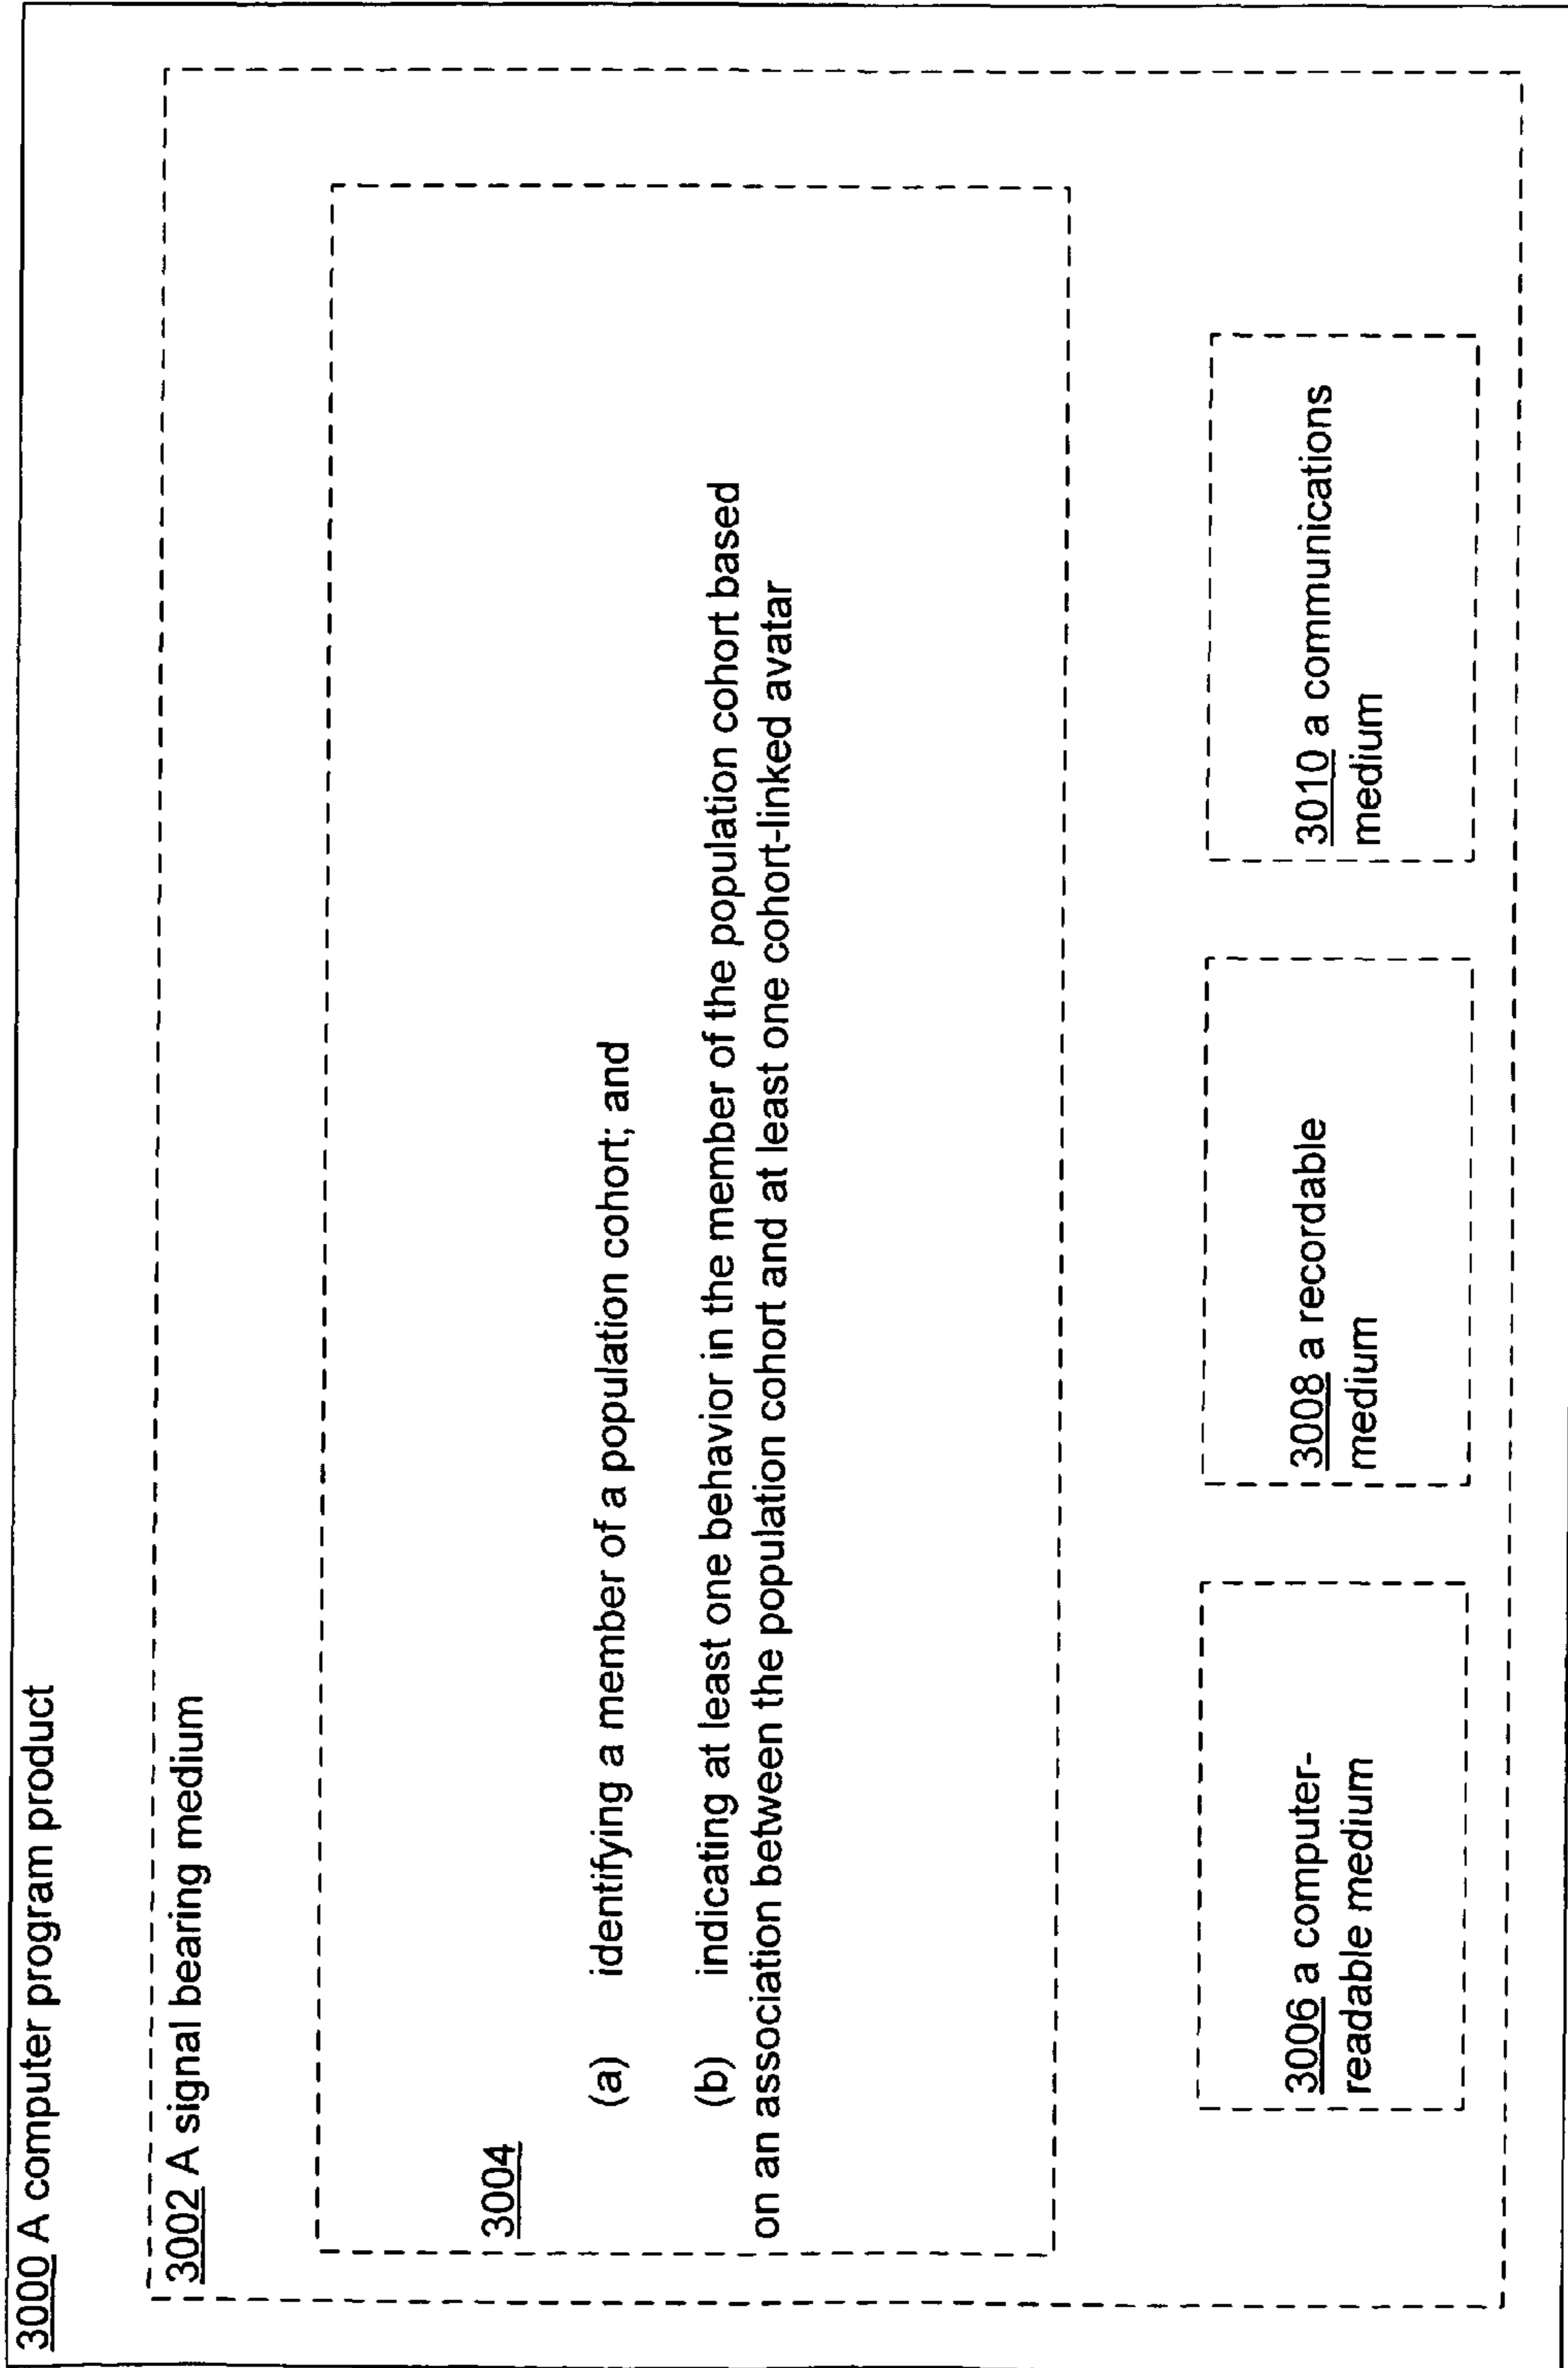 3000 A computer program product
3002 A signal bearing medium
3004
(a) identifying a member of a population cohort; and
(b) indicating at least one behavior in the member of the population cohort based
on an association between the population cohort and at least one cohort-linked avatar
3006 a computer-
readable medium
3008 a recordable
medium
3010 a communications
medium